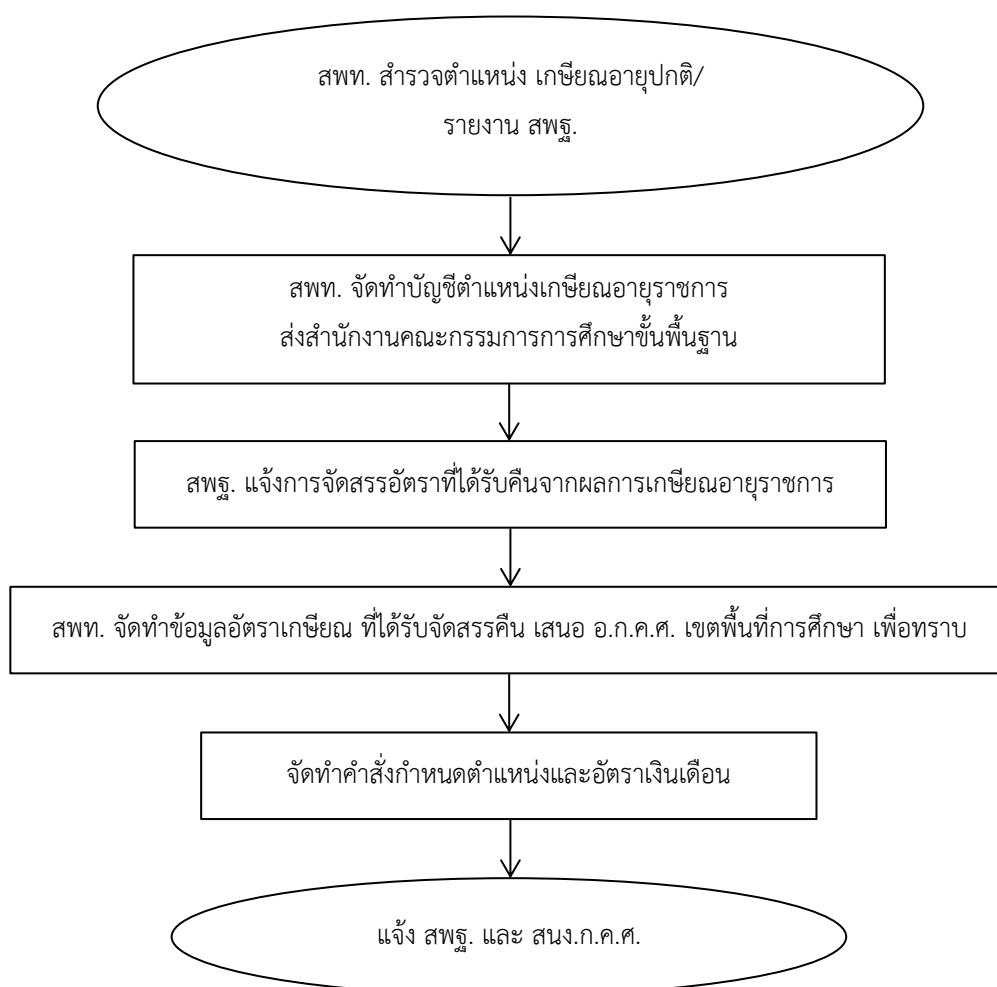 สพท. สำรวจตำแหน่ง เกษียณอายุปกติ/
รายงาน สพฐ.
สพท. จัดทำบัญชีตำแหน่งเกษียณอายุราชการ
ส่งสำนักงานคณะกรรมการการศึกษาขั้นพื้นฐาน
สพฐ. แจ้งการจัดสรรอัตราที่ได้รับคืนจากผลการเกษียณอายุราชการ
สพท. จัดทำข้อมูลอัตราเกษียณ ที่ได้รับจัดสรรคืน เสนอ อ.ก.ค.ศ. เขตพื้นที่การศึกษา เพื่อทราบ
จัดทำคำสั่งกำหนดตำแหน่งและอัตราเงินเดือน
แจ้ง สพฐ. และ สนง.ก.ค.ศ.